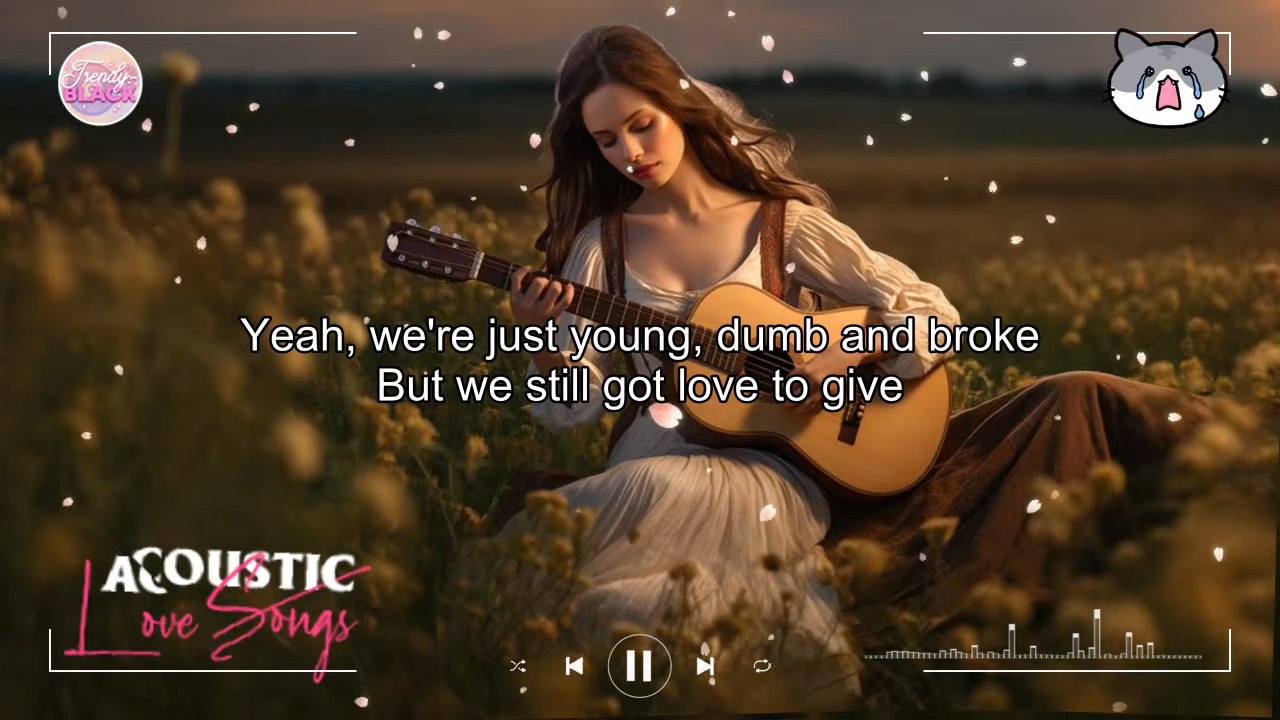 Trendy
BLACK
Yeah, we're just young, dumb and broke
But we still got love to give
ACOUSTIC
Love Songs